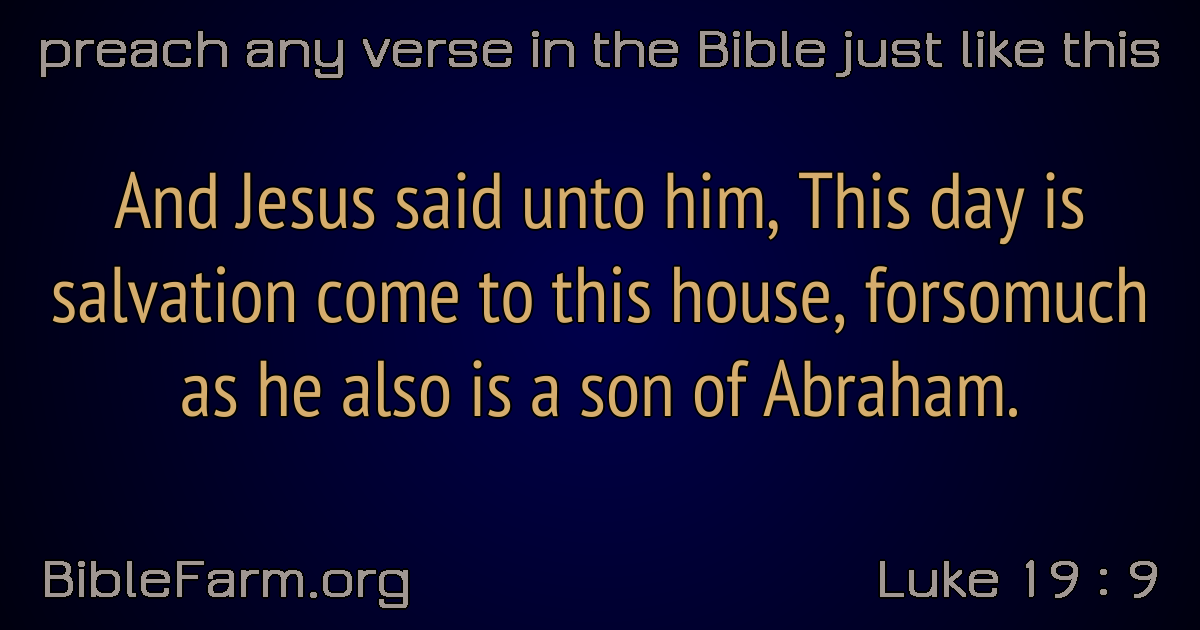 preach any verse in the Bible just like this
And Jesus said unto him, This day is
salvation come to this house, forsomuch
as he also is a son of Abraham.
BibleFarm.org
Luke 19 : 9